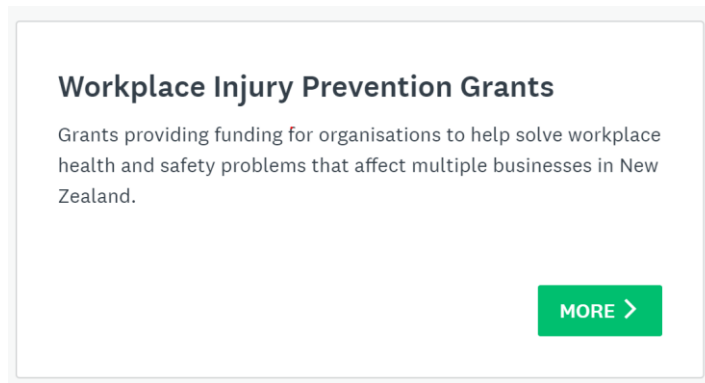 Workplace Injury Prevention Grants
Grants providing funding for organisations to help solve workplace
health and safety problems that affect multiple businesses in New
Zealand.
MORE